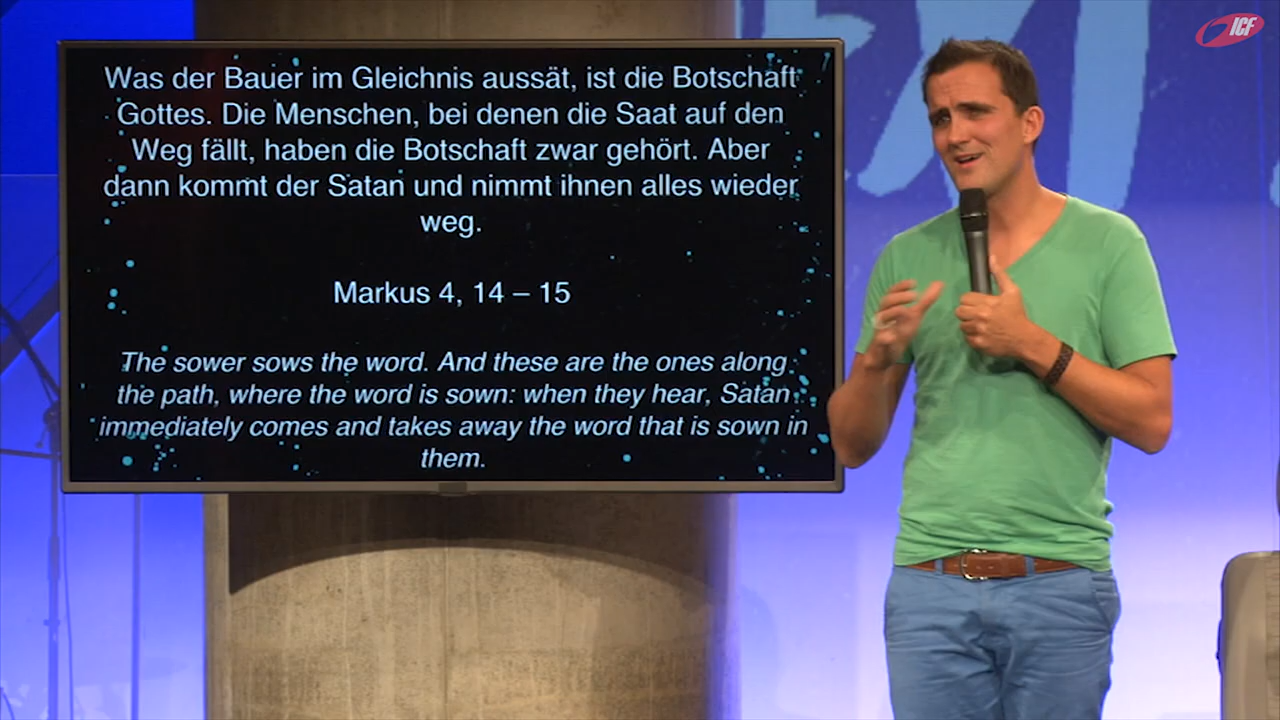 ICF
Was der Bauer im Gleichnis aussät, ist die Botschaft
Gottes. Die Menschen, bei denen die Saat auf den
Weg fällt, haben die Botschaft zwar gehört. Aber
dann kommt der Satan und nimmt ihnen alles wieder
weg.
Markus 4, 14 – 15
The sower sows the word. And these are the ones along
the path, where the word is sown: when they hear, Satan
immediately comes and takes away the word that is sown in
them.